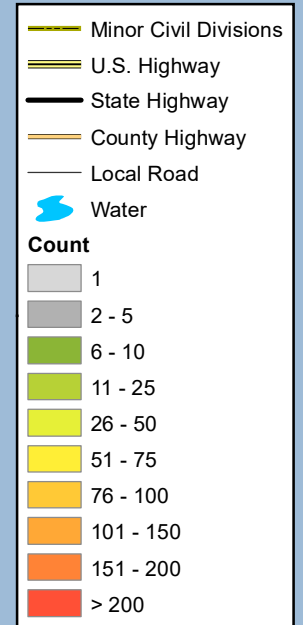 Minor Civil Divisions
U.S. Highway
State Highway
County Highway
Local Road
Water
Count
1
2 - 5
6 - 10
11 - 25
26 - 50
51 - 75
76 - 100
101 - 150
151 - 200
> 200